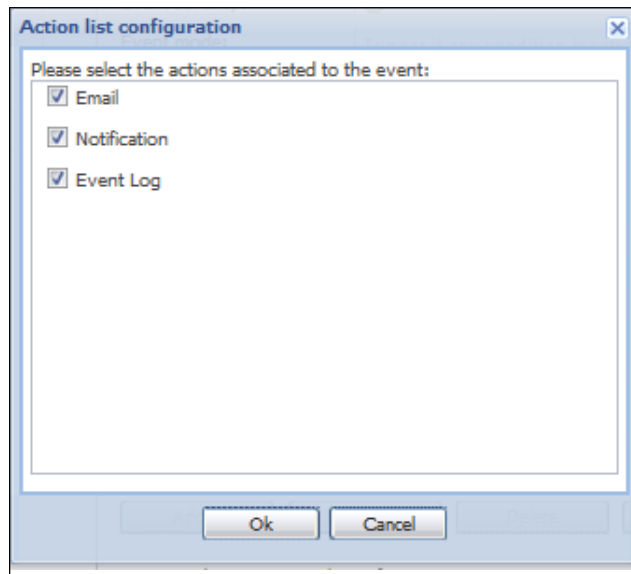 Action list configuration
Please select the actions associated to the event:
Email
Notification
Event Log
Ok
Cancel